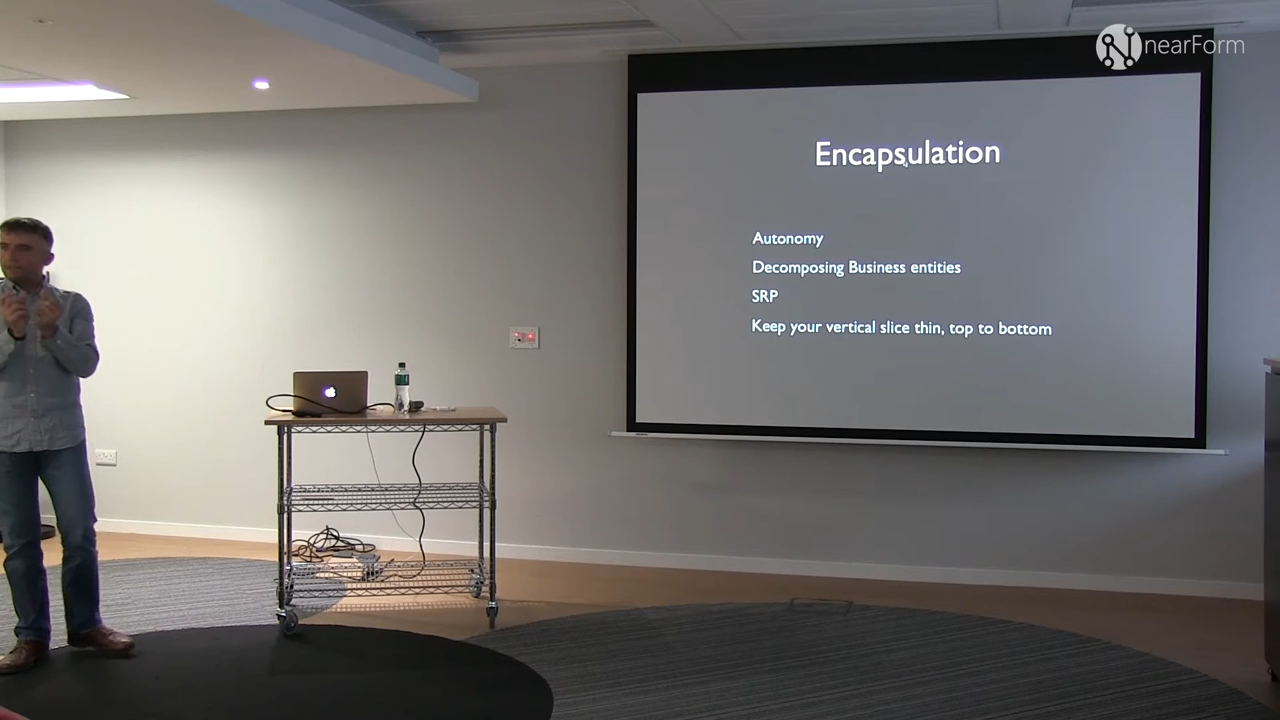 nearForm
Encapsulation
Autonomy
Decomposing Business entities
SRP
Keep your vertical slice thin, top to bottom